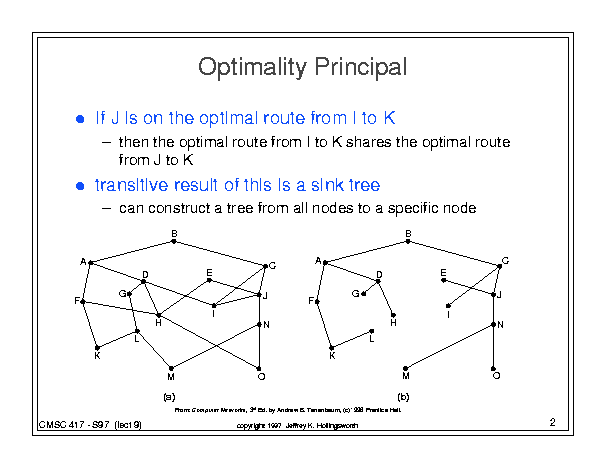 Optimality Principal
● If J is on the optimal route from I to K
– then the optimal route from I to K shares the optimal route
from J to K
● transitive result of this is a sink tree
– can construct a tree from all nodes to a specific node
B B
A C A C
D E D E
G J G J
F I F I
H N H N
L L
K K
M O M O
(a) (b)
From: Computer Networks, 3rd Ed. by Andrew S. Tanenbaum, (c)1996 Prentice Hall.
CMSC 417 - S97 (lect9) copyright 1997 Jeffrey K. Hollingsworth 2